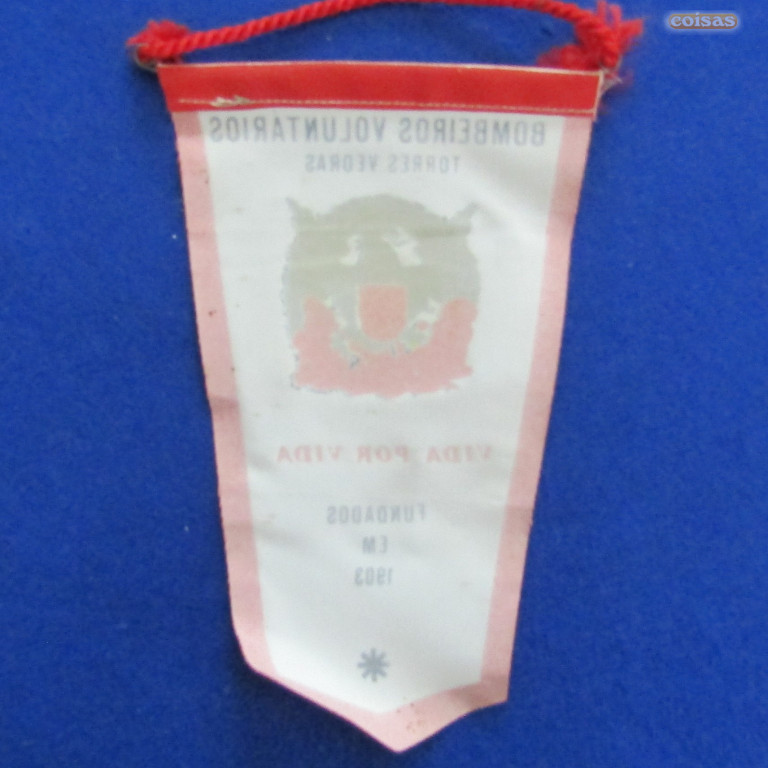 coisas
BOMBEIROS VOLUNTARIOS
TORRES VEDRAS
VIDA POR VIDA
FUNDADOS
EM
1903